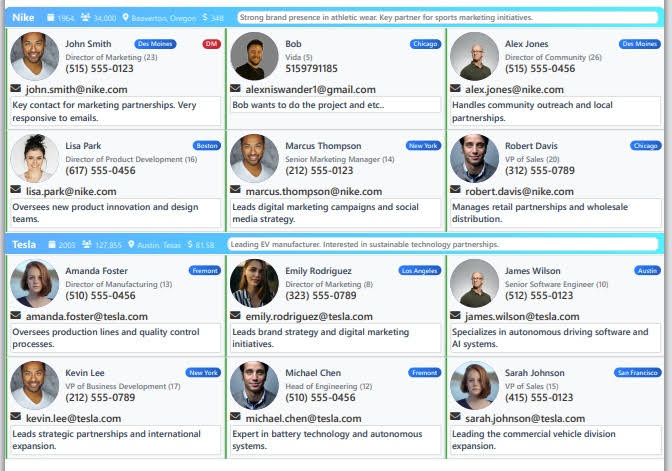 Nike 1964 34,000 Beaverton, Oregon $ 34B Strong brand presence in athletic wear. Key partner for sports marketing initiatives.
John Smith Des Moines DM
Director of Marketing (23)
(515) 555-0123
john.smith@nike.com
Key contact for marketing partnerships. Very
responsive to emails.
Bob Chicago
Vida (5)
5159791185
alexniswander1@gmail.com
Bob wants to do the project and etc..
Alex Jones Des Moines
Director of Community (26)
(515) 555-0456
alex.jones@nike.com
Handles community outreach and local
partnerships.
Lisa Park Boston
Director of Product Development (16)
(617) 555-0456
lisa.park@nike.com
Oversees new product innovation and design
teams.
Marcus Thompson New York
Senior Marketing Manager (14)
(212) 555-0123
marcus.thompson@nike.com
Leads digital marketing campaigns and social
media strategy.
Robert Davis Chicago
VP of Sales (20)
(312) 555-0789
robert.davis@nike.com
Manages retail partnerships and wholesale
distribution.
Tesla 2003 127,855 Austin, Texas $ 81.5B Leading EV manufacturer. Interested in sustainable technology partnerships.
Amanda Foster Fremont
Director of Manufacturing (13)
(510) 555-0456
amanda.foster@tesla.com
Oversees production lines and quality control
processes.
Emily Rodriguez Los Angeles
Director of Marketing (8)
(323) 555-0789
emily.rodriguez@tesla.com
Leads brand strategy and digital marketing
initiatives.
James Wilson Austin
Senior Software Engineer (10)
(512) 555-0123
james.wilson@tesla.com
Specializes in autonomous driving software and
AI systems.
Kevin Lee New York
VP of Business Development (17)
(212) 555-0789
kevin.lee@tesla.com
Leads strategic partnerships and international
expansion.
Michael Chen Fremont
Head of Engineering (12)
(510) 555-0456
michael.chen@tesla.com
Expert in battery technology and autonomous
systems.
Sarah Johnson San Francisco
VP of Sales (15)
(415) 555-0123
sarah.johnson@tesla.com
Leading the commercial vehicle division
expansion.